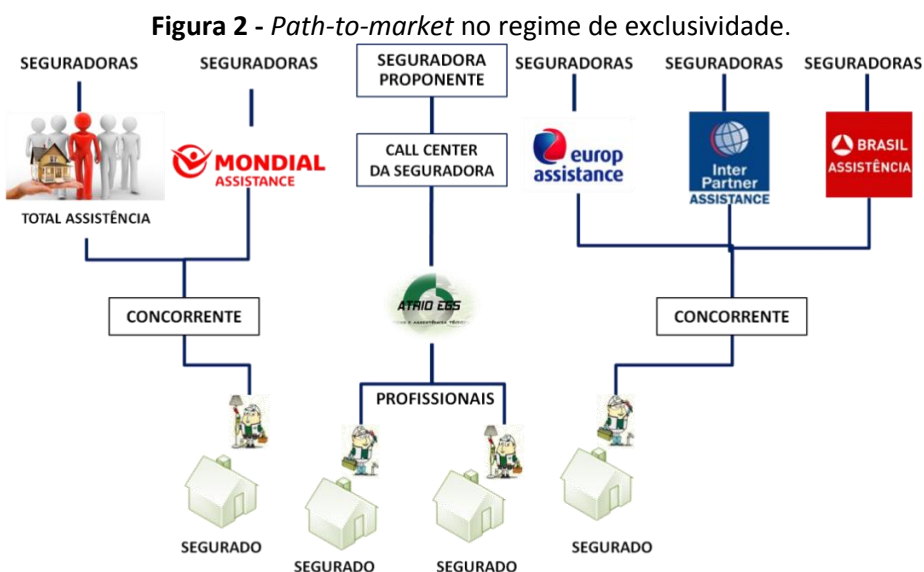 Figura 2 - Path-to-market no regime de exclusividade.
SEGURADORAS
SEGURADORAS
SEGURADORA
PROPONENTE
SEGURADORAS
SEGURADORAS
SEGURADORAS
TOTAL ASSISTÊNCIA
MONDIAL
ASSISTANCE
CALL CENTER
DA SEGURADORA
europ
assistance
Inter
Partner
ASSISTANCE
BRASIL
ASSISTÊNCIA
CONCORRENTE
ATRIO EGS
CONCORRENTE
PROFISSIONAIS
SEGURADO
SEGURADO
SEGURADO
SEGURADO